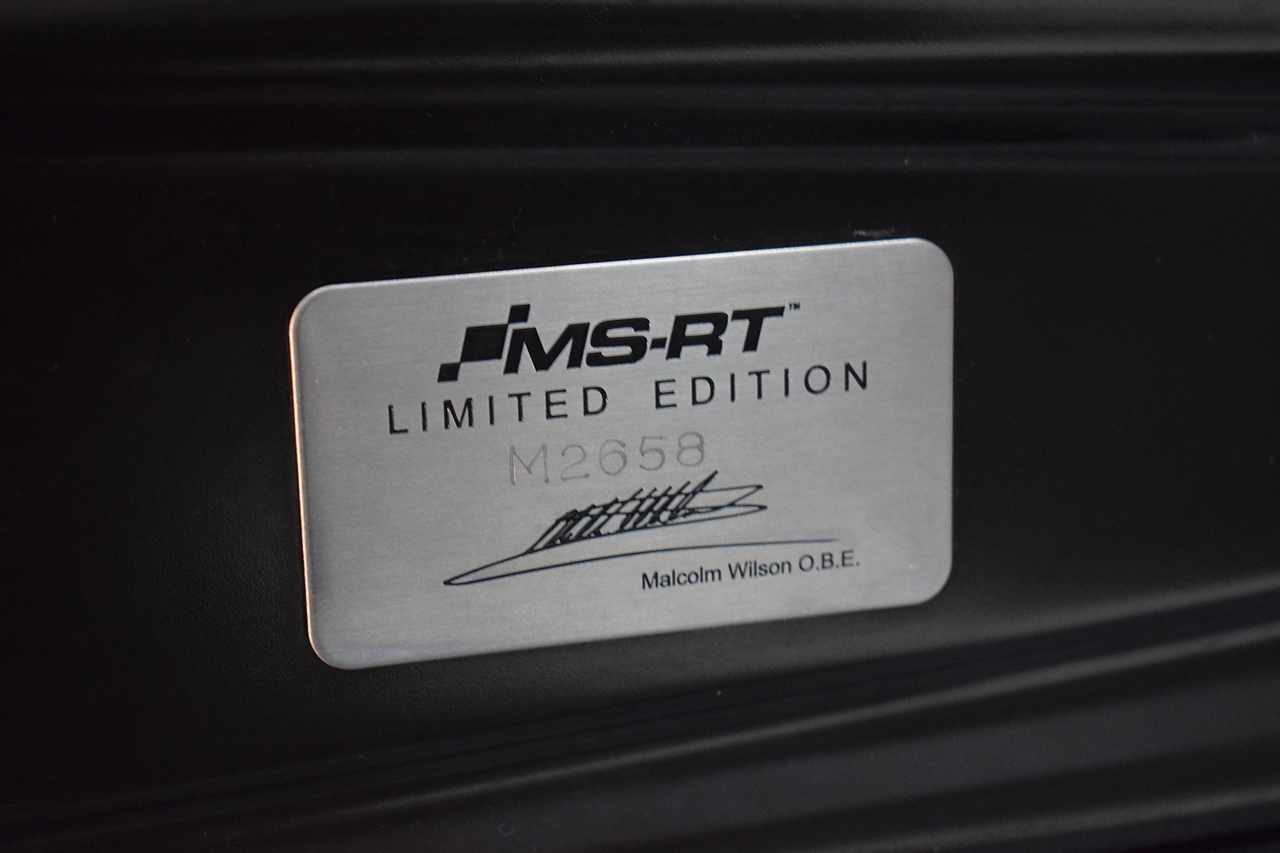 MS-RT™
LIMITED EDITION
M2658
Malcolm Wilson O.B.E.